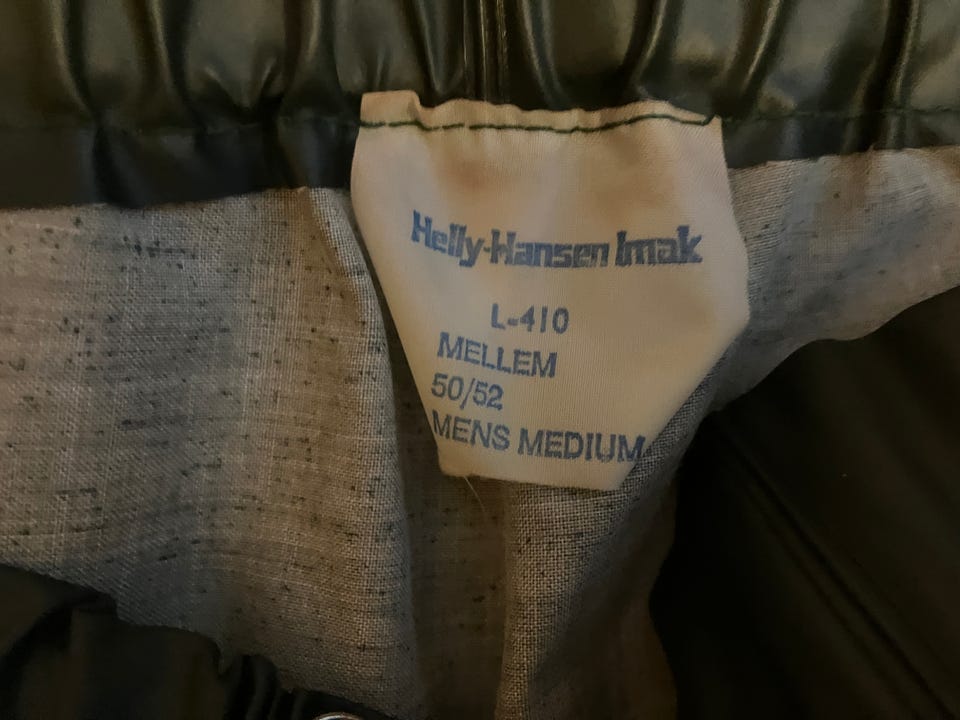 Helly-Hansen Imak
L-410
MELLEM
50/52
MENS MEDIUM